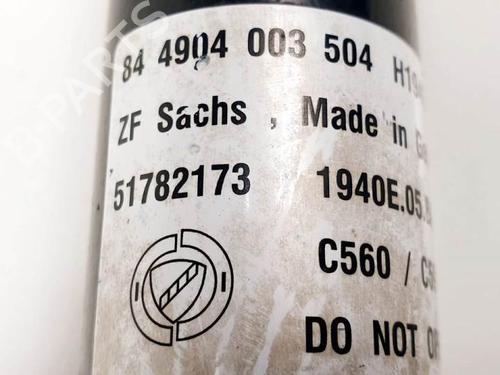 84 4904 003 504
ZF Sachs , Made in
51782173 1940E.05.
C560 /
DO NOT